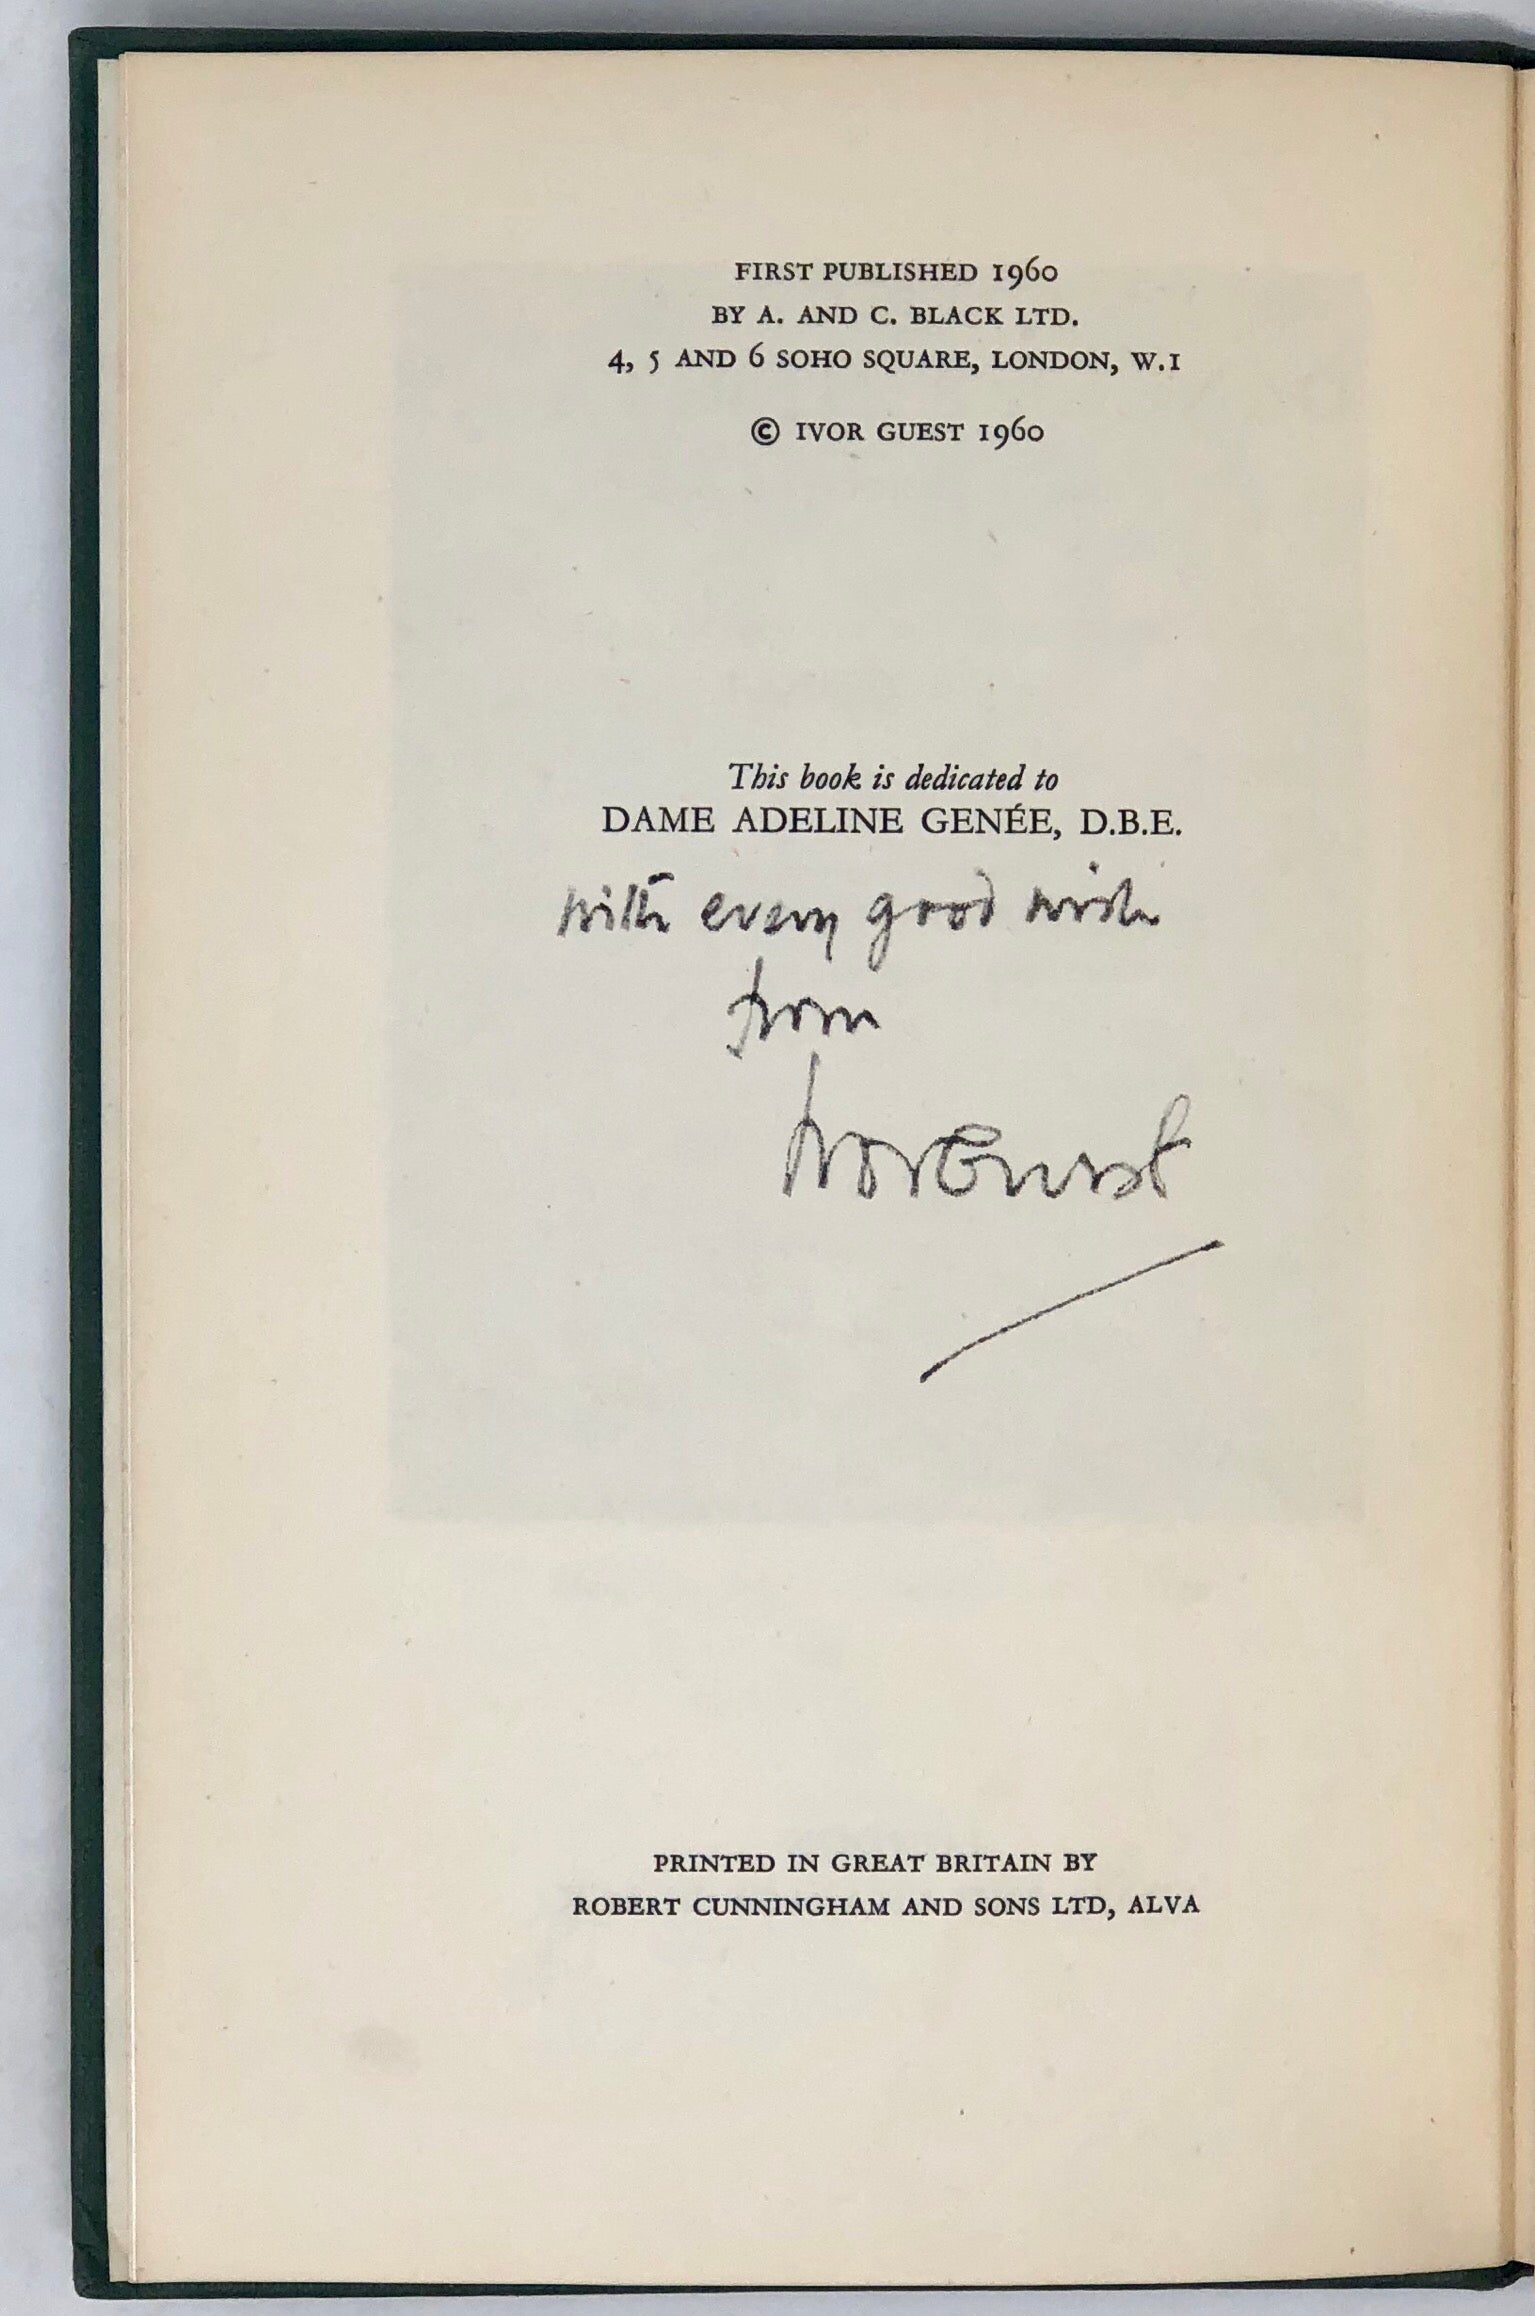 FIRST PUBLISHED 1960
BY A. AND C. BLACK LTD.
4, 5 AND 6 SOHO SQUARE, LONDON, W.1
© IVOR GUEST 1960
This book is dedicated to
DAME ADELINE GENÉE, D.B.E.
with every good wish
from
Ivor Guest
PRINTED IN GREAT BRITAIN BY
ROBERT CUNNINGHAM AND SONS LTD, ALVA